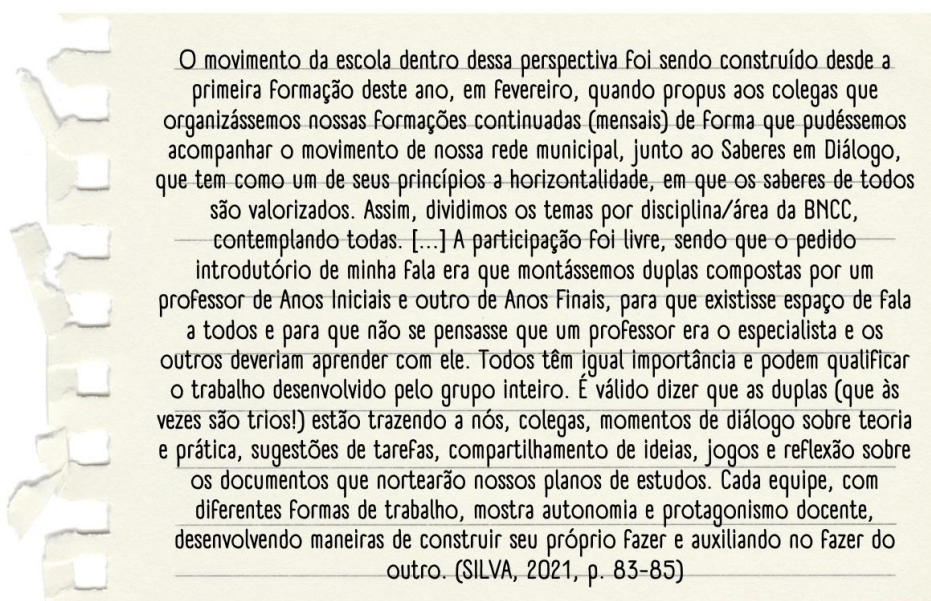 O movimento da escola dentro dessa perspectiva foi sendo construído desde a
primeira formação deste ano, em fevereiro, quando propus aos colegas que
organizássemos nossas formações continuadas (mensais) de forma que pudéssemos
acompanhar o movimento de nossa rede municipal, junto ao Saberes em Diálogo,
que tem como um de seus princípios a horizontalidade, em que os saberes de todos
são valorizados. Assim, dividimos os temas por disciplina/área da BNCC,
contemplando todas. [...] A participação foi livre, sendo que o pedido
introdutório de minha fala era que montássemos duplas compostas por um
professor de Anos Iniciais e outro de Anos Finais, para que existisse espaço de fala
a todos e para que não se pensasse que um professor era o especialista e os
outros deveriam aprender com ele. Todos têm igual importância e podem qualificar
o trabalho desenvolvido pelo grupo inteiro. É válido dizer que as duplas (que às
vezes são trios!) estão trazendo a nós, colegas, momentos de diálogo sobre teoria
e prática, sugestões de tarefas, compartilhamento de ideias, jogos e reflexão sobre
os documentos que nortearão nossos planos de estudos. Cada equipe, com
diferentes formas de trabalho, mostra autonomia e protagonismo docente,
desenvolvendo maneiras de construir seu próprio fazer e auxiliando no fazer do
outro. (SILVA, 2021, p. 83-85)